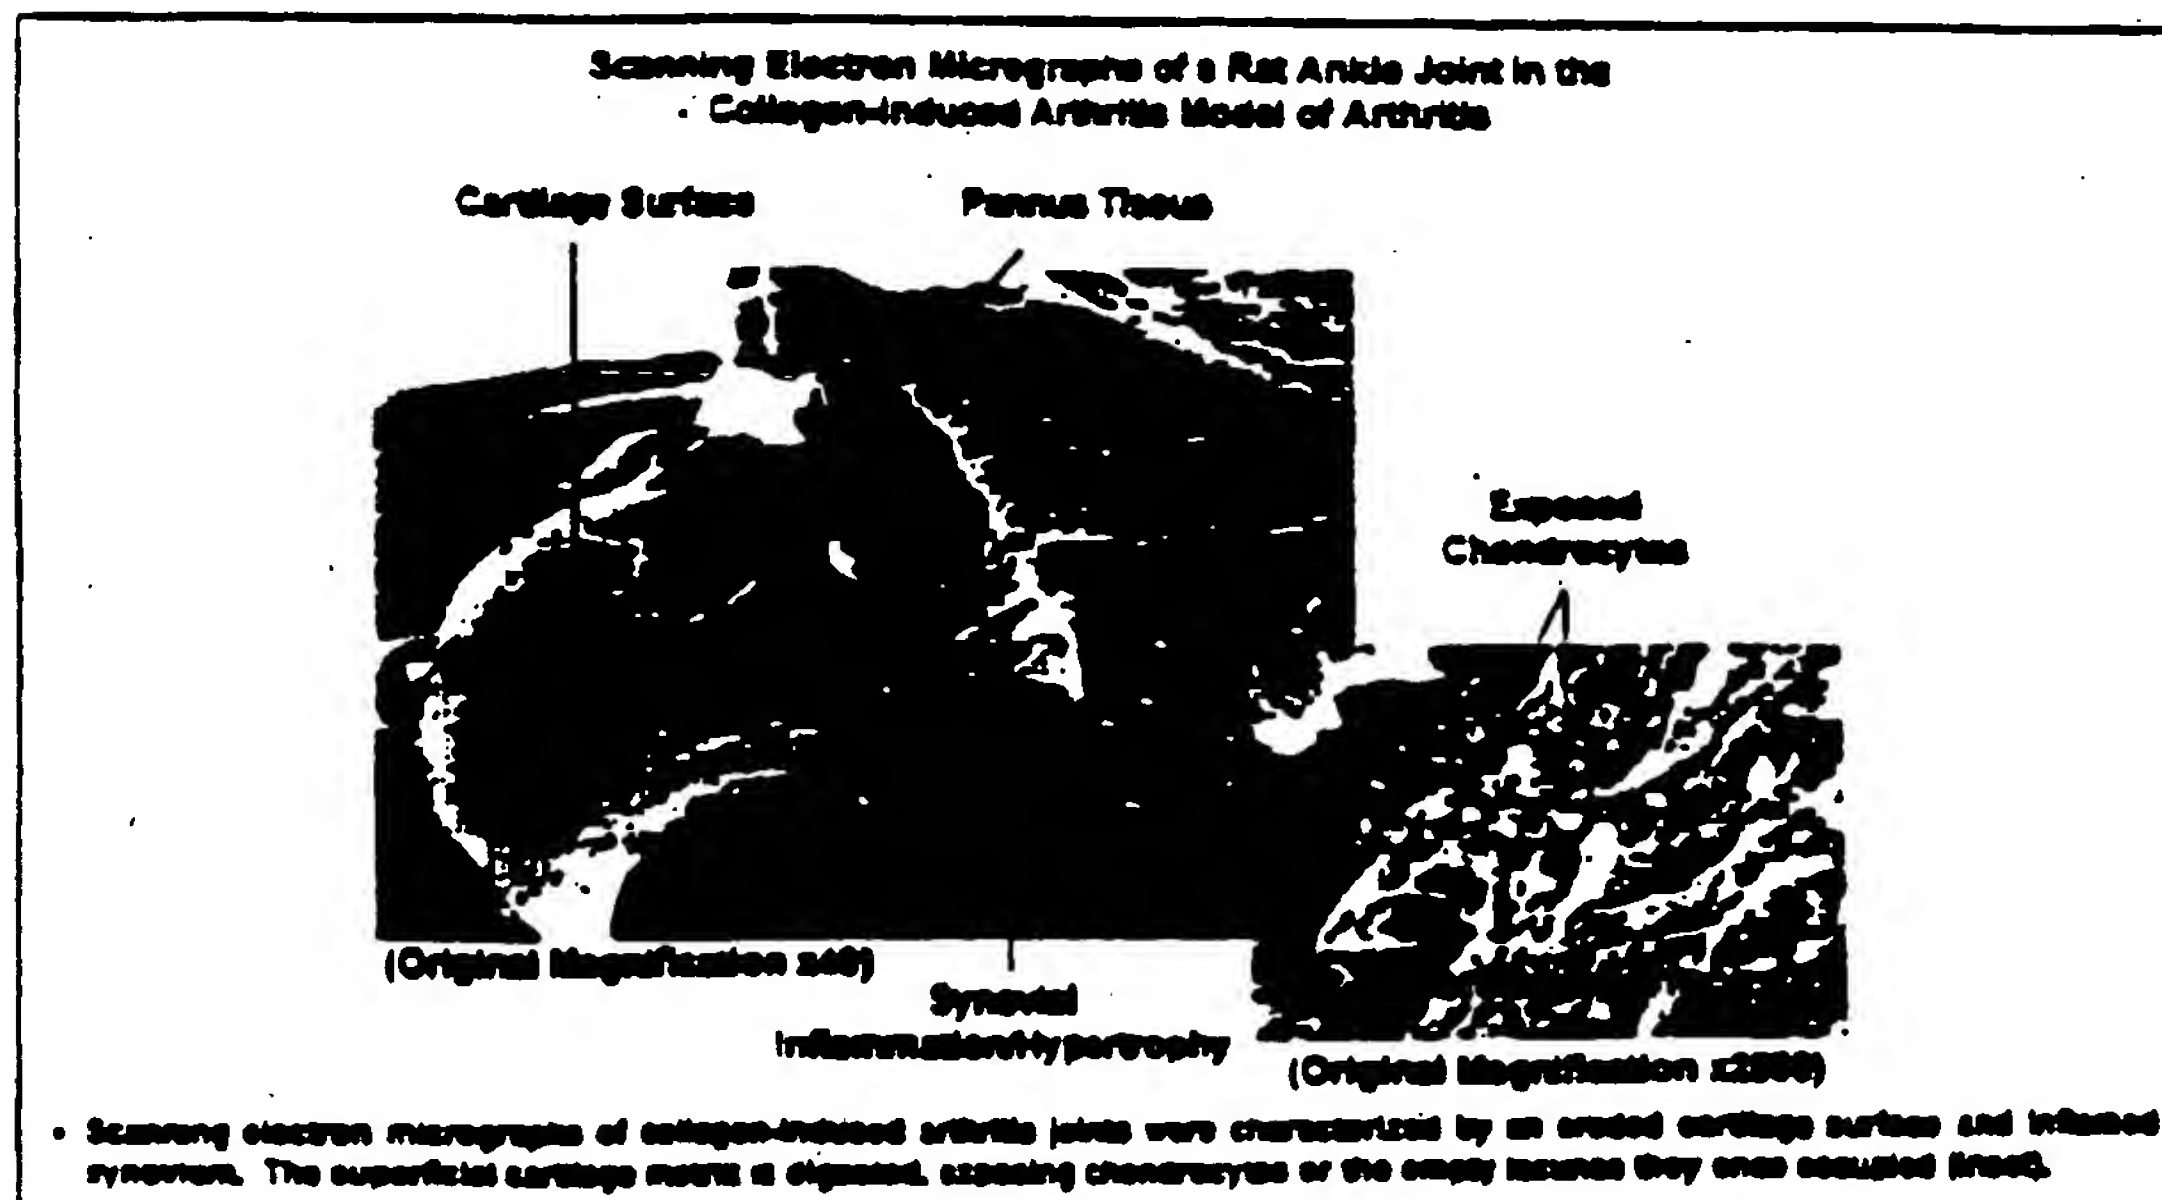 Scanning Electron Micrographs of a Rat Ankle Joint in the
Collagen-Induced Arthritis Model of Arthritis
Cartilage Surface
Pannus Tissue
Exposed
Chondrocytes
(Original Magnification x40)
Synovial
Inflammation/Hypertrophy
(Original Magnification
• Scanning electron micrographs of collagen-induced arthritis joints were characterized by an eroded cartilage surface and inflamed
synovium. The superficial cartilage matrix is digested, exposing chondrocytes or the empty lacunae they once occupied (inset).